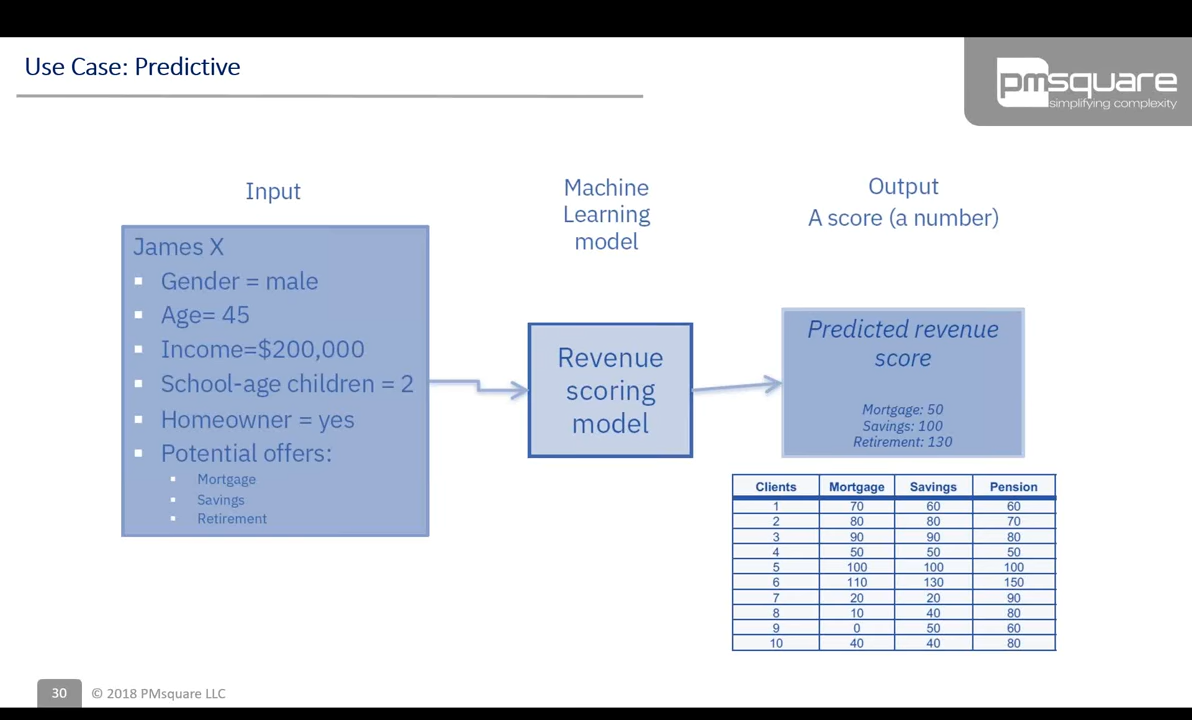 Use Case: Predictive
pmsquare
simplifying complexity
Input
James X
Gender = male
Age= 45
Income=$200,000
School-age children = 2
Homeowner = yes
Potential offers:
Mortgage
Savings
Retirement
Machine
Learning
model
Revenue
scoring
model
Output
A score (a number)
Predicted revenue
score
Mortgage: 50
Savings: 100
Retirement: 130
Clients Mortgage Savings Pension
1 70 60 60
2 80 80 70
3 90 90 80
4 50 50 50
5 100 100 100
6 110 130 150
7 20 20 90
8 10 40 80
9 0 50 60
10 40 40 80
30 © 2018 PMsquare LLC